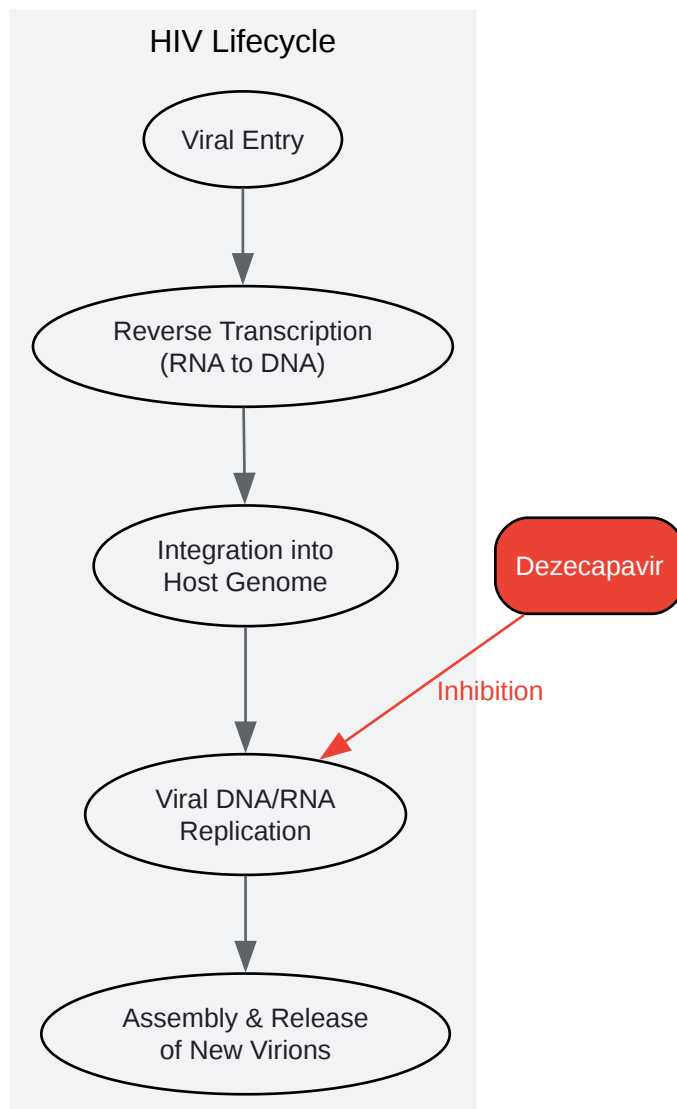 HIV Lifecycle
Viral Entry
Reverse Transcription
(RNA to DNA)
Integration into
Host Genome
Dezecapavir
Inhibition
Viral DNA/RNA
Replication
Assembly & Release
of New Virions